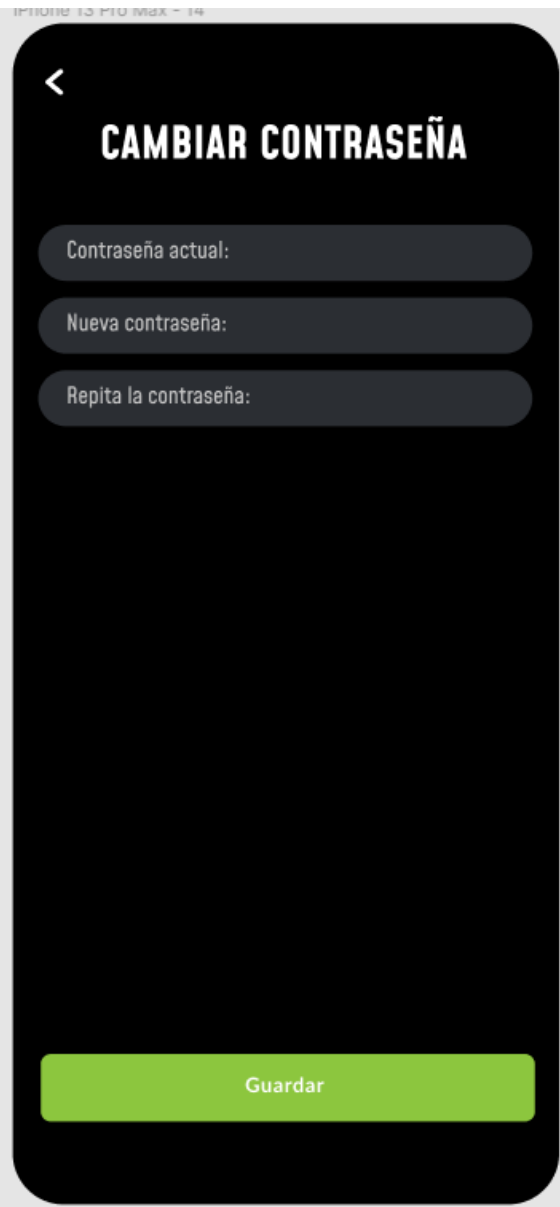 iPhone 13 Pro Max - 14
CAMBIAR CONTRASEÑA
Contraseña actual:
Nueva contraseña:
Repita la contraseña:
Guardar